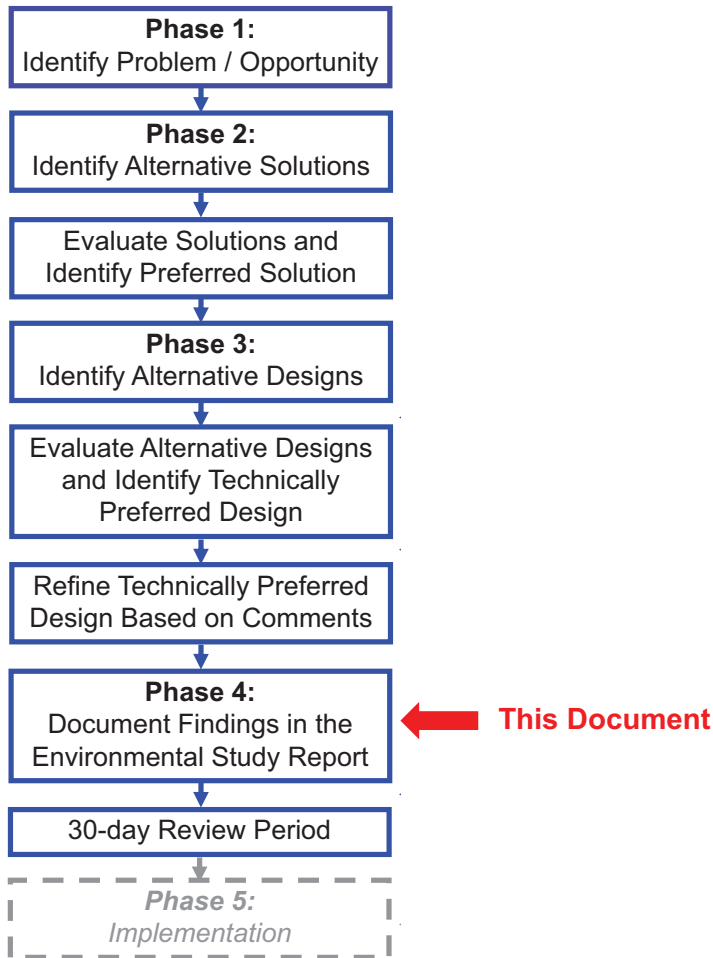 Phase 1:
Identify Problem / Opportunity
Phase 2:
Identify Alternative Solutions
Evaluate Solutions and
Identify Preferred Solution
Phase 3:
Identify Alternative Designs
Evaluate Alternative Designs
and Identify Technically
Preferred Design
Refine Technically Preferred
Design Based on Comments
Phase 4:
Document Findings in the
Environmental Study Report
This Document
30-day Review Period
Phase 5:
Implementation